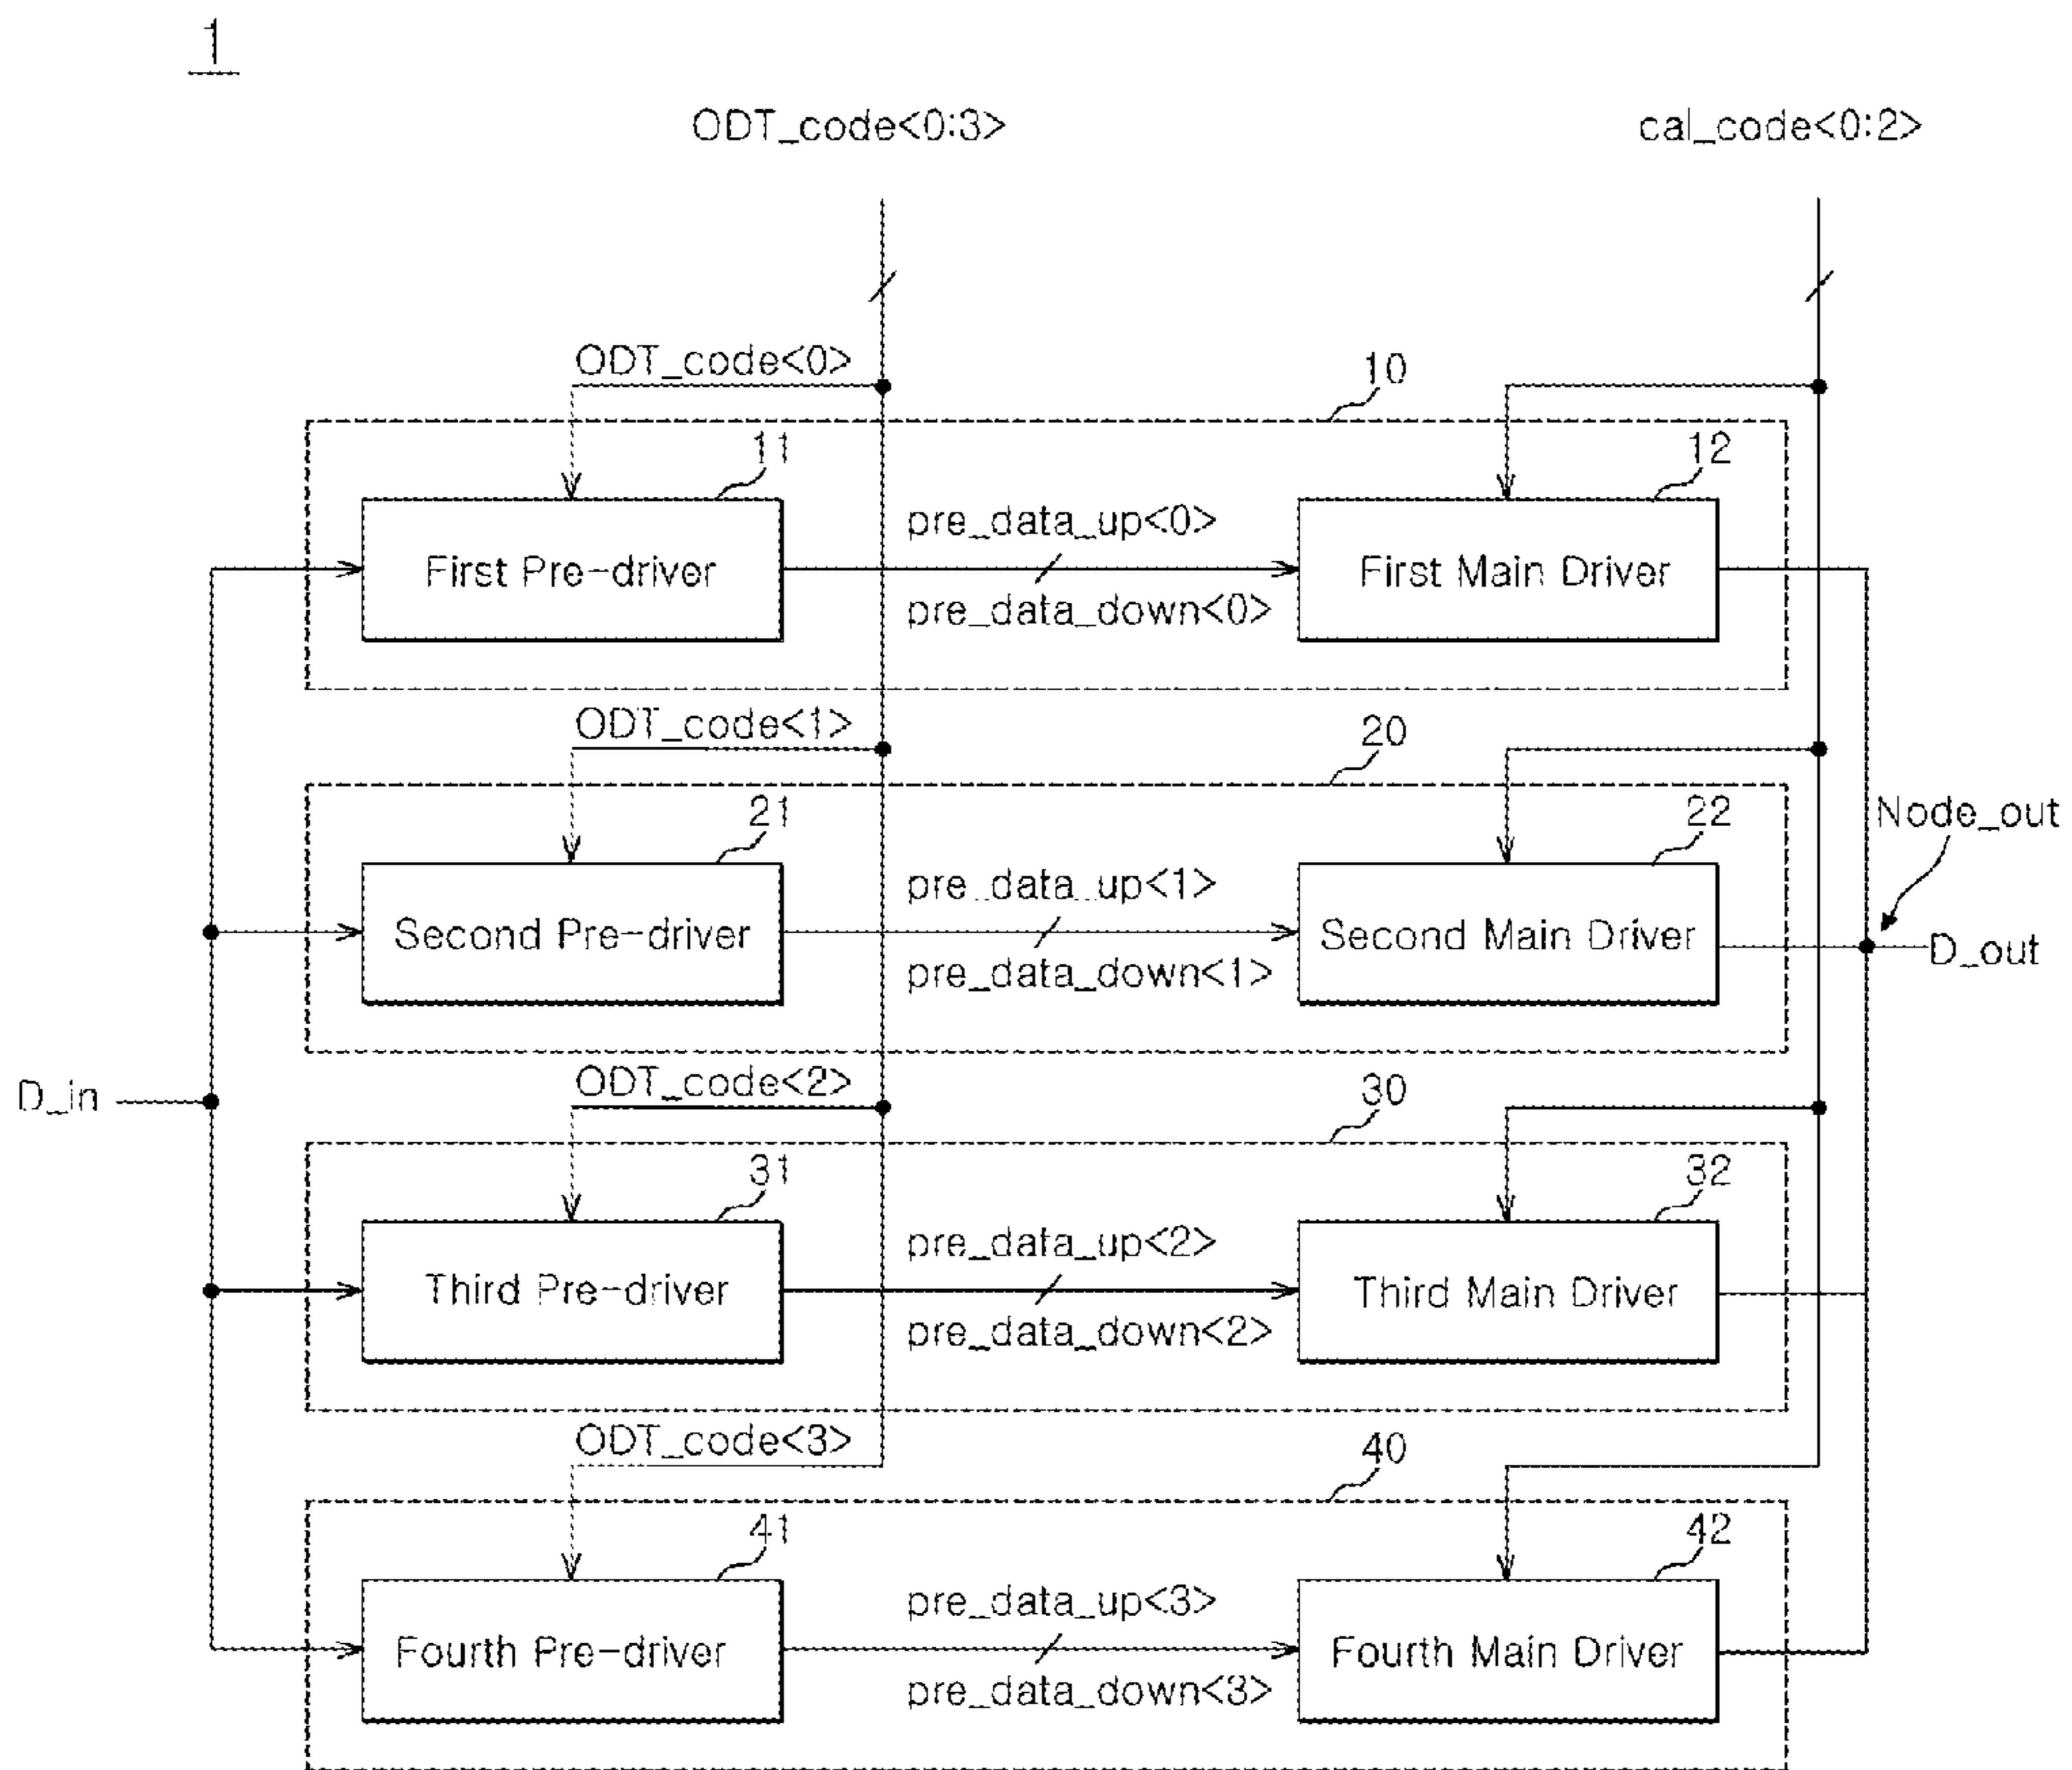 1
ODT_code<0:3>
cal_code<0:2>
ODT_code<0>
10
11
12
pre_data_up<0>
First Pre-driver
First Main Driver
pre_data_down<0>
ODT_code<1>
20
21
22
Node_out
pre_data_up<1>
Second Pre-driver
Second Main Driver
D_out
pre_data_down<1>
ODT_code<2>
30
D_in
31
32
pre_data_up<2>
Third Pre-driver
Third Main Driver
pre_data_down<2>
ODT_code<3>
40
41
42
pre_data_up<3>
Fourth Pre-driver
Fourth Main Driver
pre_data_down<3>